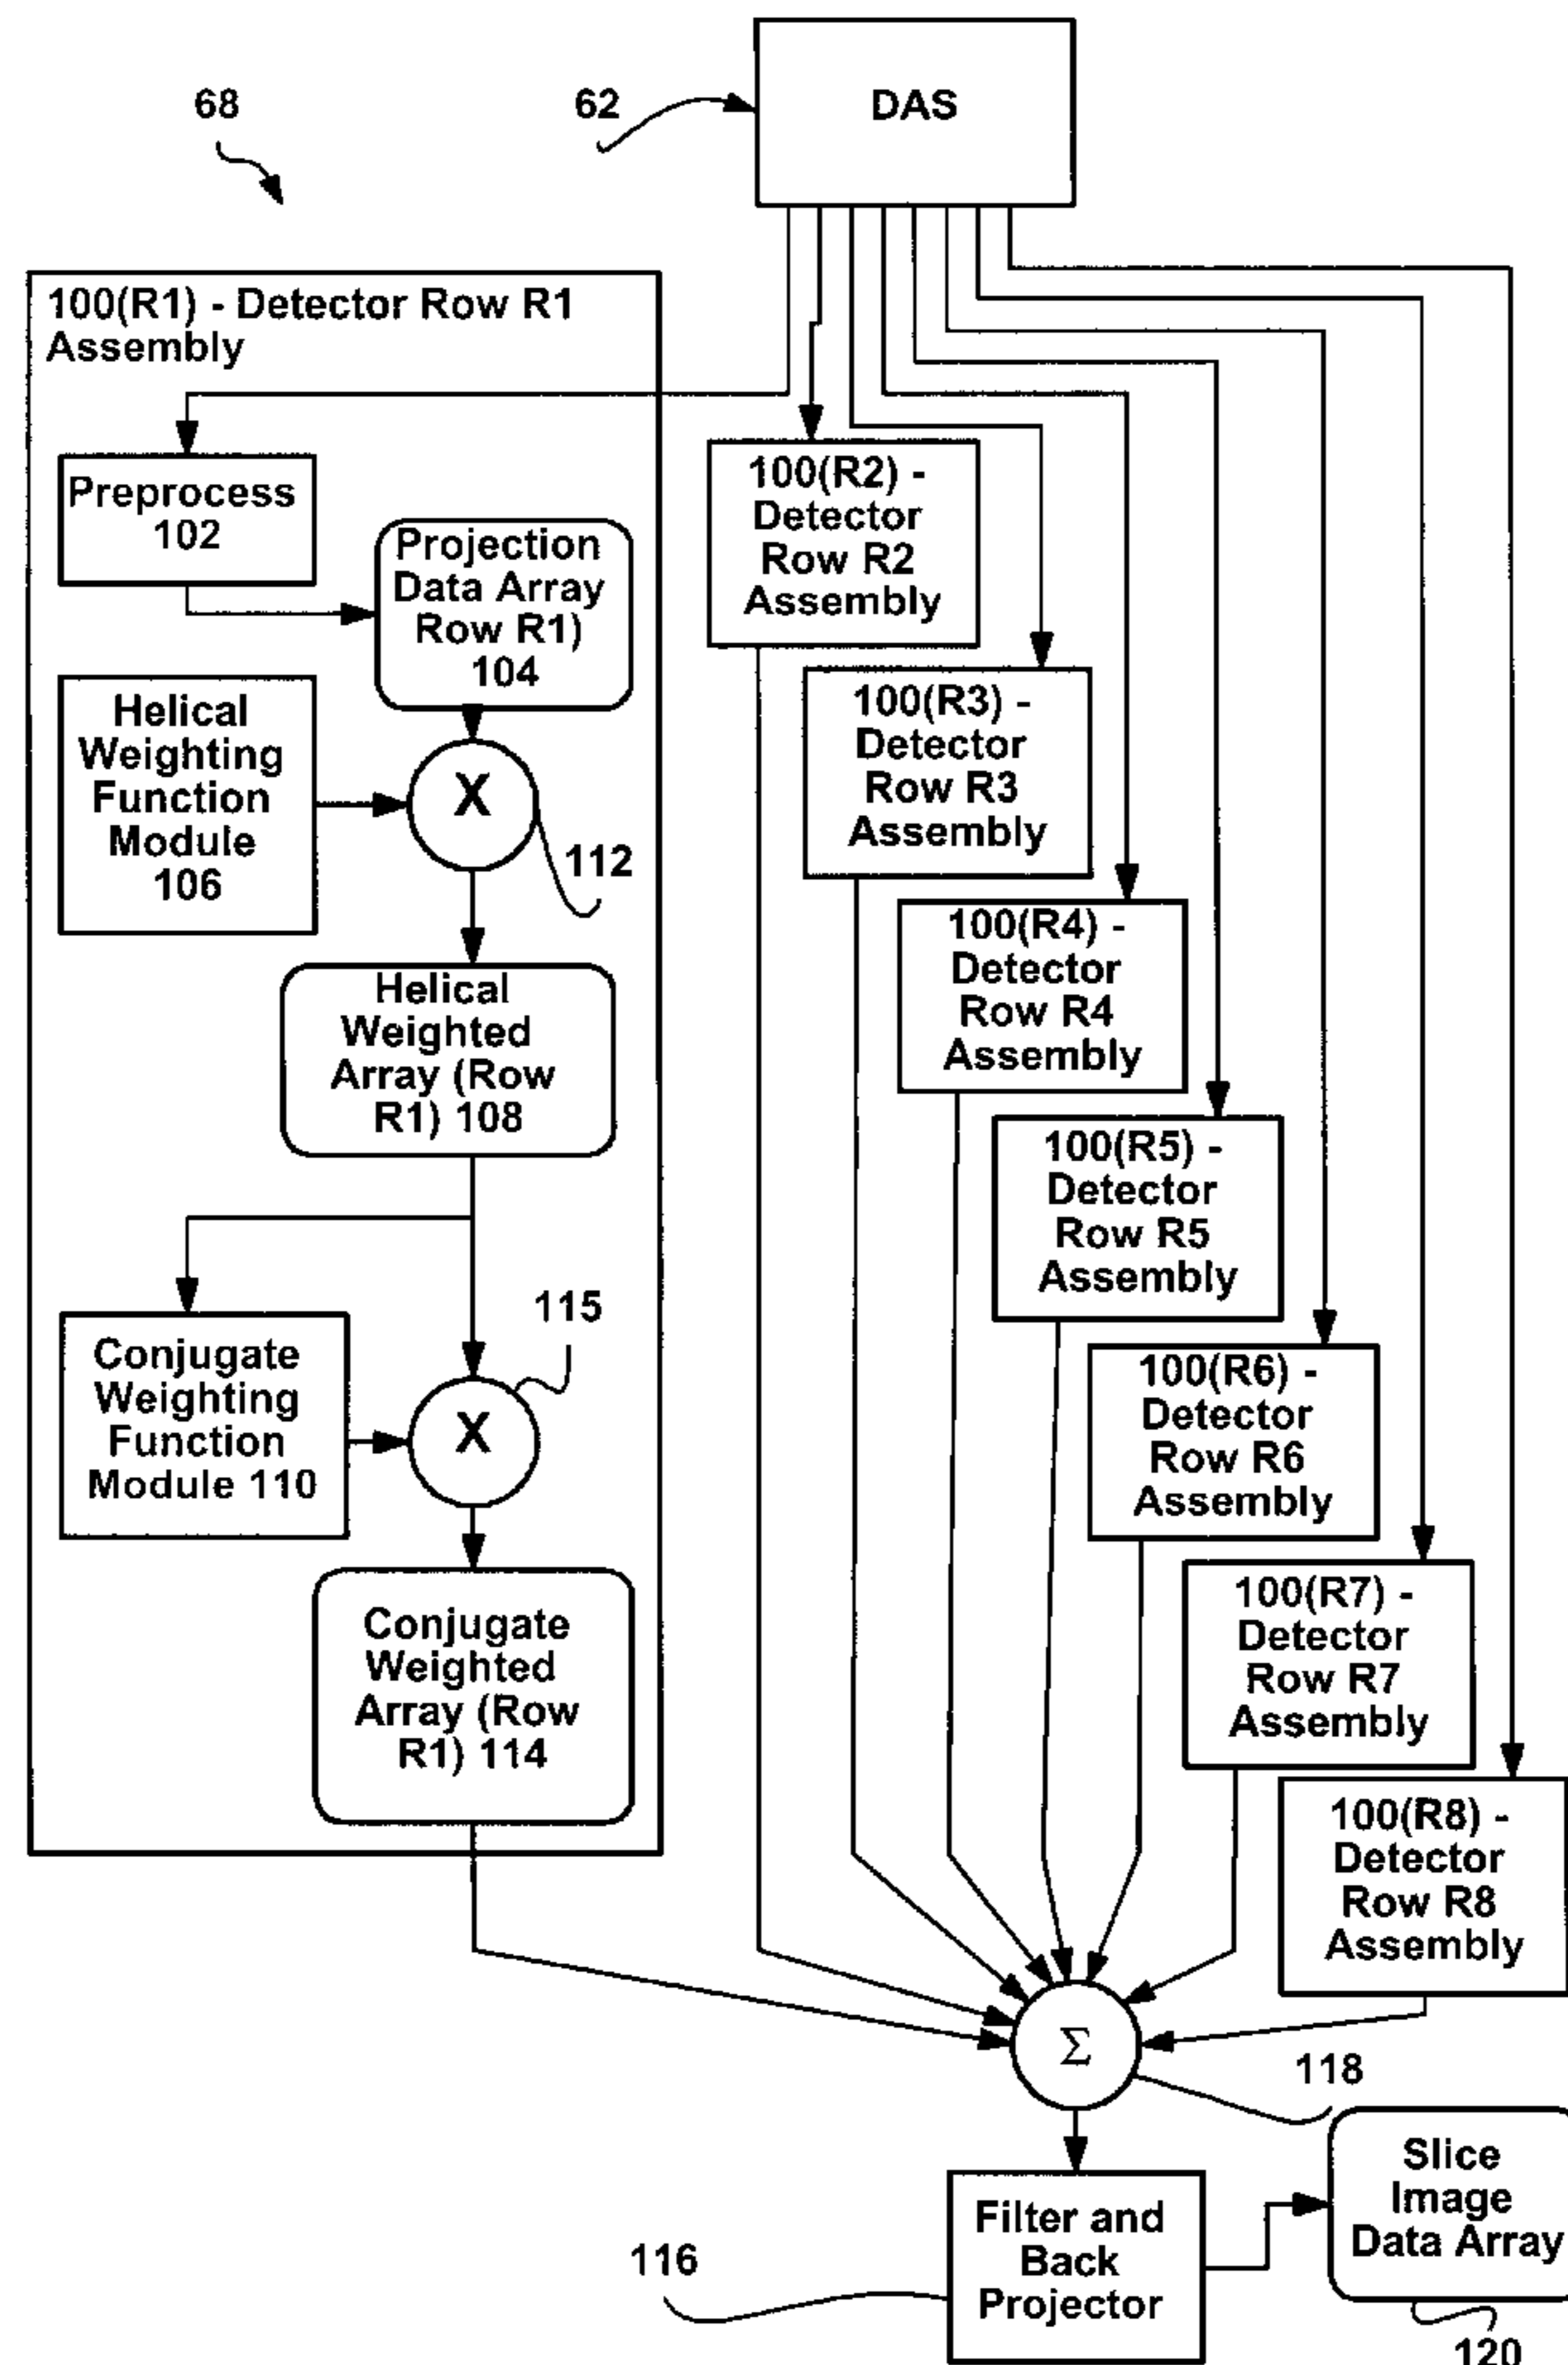 DAS
62
68
100(R1) - Detector Row R1
Assembly
Preprocess
102
Projection
Data Array
Row R1)
104
Helical
Weighting
Function
Module
106
X
112
Helical
Weighted
Array (Row
R1) 108
115
Conjugate
Weighting
Function
Module 110
X
Conjugate
Weighted
Array (Row
R1) 114
100(R2) -
Detector
Row R2
Assembly
100(R3) -
Detector
Row R3
Assembly
100(R4) -
Detector
Row R4
Assembly
100(R5) -
Detector
Row R5
Assembly
100(R6) -
Detector
Row R6
Assembly
100(R7) -
Detector
Row R7
Assembly
100(R8) -
Detector
Row R8
Assembly
Σ
118
Filter and
Back
Projector
116
Slice
Image
Data Array
120